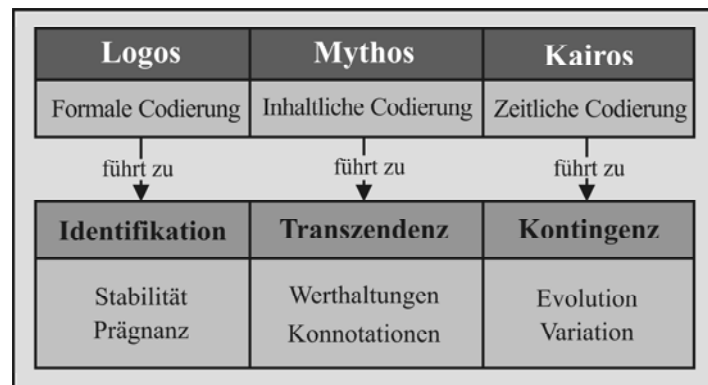 Logos Mythos Kairos
Formale Codierung Inhaltliche Codierung Zeitliche Codierung
führt zu führt zu führt zu
Identifikation Transzendenz Kontingenz
Stabilität Werthaltungen Evolution
Prägnanz Konnotationen Variation